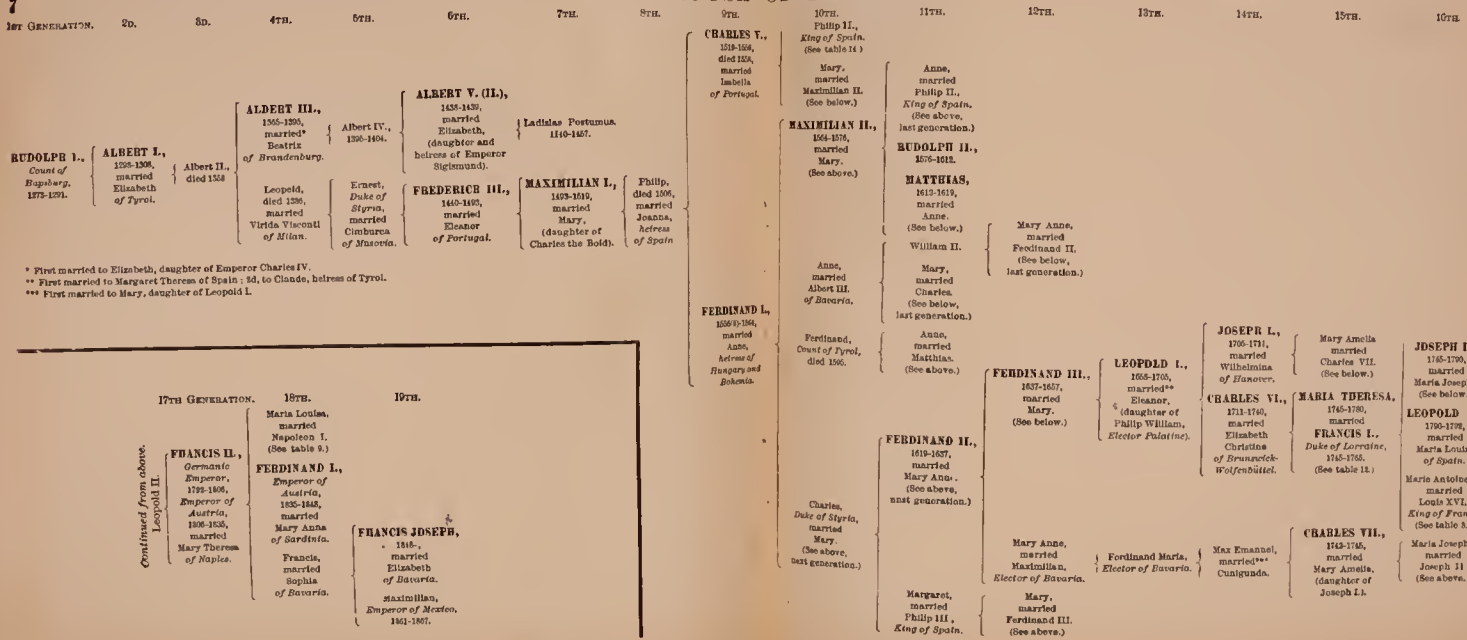 7
1ST GENERATION.
2D.
3D.
4TH.
5TH.
6TH.
7TH.
8TH.
9TH.
10TH.
11TH.
12TH.
13TH.
14TH.
15TH.
16TH
RUDOLPH I.,
Count of
Hapsburg,
1273-1291.
ALBERT I.,
1298-1308,
married
Elizabeth
of Tyrol.
Albert II.,
died 1358
ALBERT III.,
1365-1395,
married*
Beatrix
of Brandenburg.
Leopold,
died 1386,
married
Virida Visconti
of Milan.
Albert IV.,
1395-1404.
Ernest,
Duke of
Styria,
married
Cimburca
of Masovia.
ALBERT V. (II.),
1438-1439,
married
Elizabeth,
(daughter and
heiress of Emperor
Sigismund).
FREDERICK III.,
1440-1493,
married
Eleanor
of Portugal.
Ladislas Postumus.
1440-1457.
MAXIMILIAN I.,
1493-1519,
married
Mary,
(daughter of
Charles the Bold).
Philip,
died 1506,
married
Joanna,
heiress
of Spain
CHARLES V.,
1519-1556,
died 1558,
married
Isabella
of Portugal.
FERDINAND I.,
married
Anne,
heiress of
Hungary and
Bohemia.
Philip II.,
King of Spain.
(See table 14)
Mary,
married
Maximilian II.
(See below.)
MAXIMILIAN II.,
1564-1576,
married
Mary.
(See above.)
Anne,
married
Albert III.
of Bavaria.
Ferdinand,
Count of Tyrol,
died 1595.
Charles,
Duke of Styria,
married
Mary.
(See above,
next generation.)
Anne,
married
Philip II.,
King of Spain.
(See above,
last generation.)
RUDOLPH II.,
1576-1612.
MATTHIAS,
1612-1619,
married
Anne.
(See below.)
William II.
Mary,
married
Charles.
(See below,
last generation.)
Anne,
married
Matthias.
(See above.)
FERDINAND II.,
1619-1637,
married
Mary Anne.
(See above,
next generation.)
Margaret,
married
Philip III,
King of Spain.
Mary Anne,
married
Ferdinand II.
(See below,
last generation.)
FERDINAND III.,
1637-1657,
married
Mary.
(See below.)
Mary Anne,
married
Maximilian,
Elector of Bavaria.
Mary,
married
Ferdinand III.
(See above.)
LEOPOLD I.,
1658-1705,
married**
Eleanor,
(daughter of
Philip William,
Elector Palatine).
Ferdinand Maria,
Elector of Bavaria.
JOSEPH I.,
1705-1711,
married
Wilhelmina
of Hanover.
CHARLES VI.,
1711-1740,
married
Elizabeth
Christina
of Brunswick-
Wolfenbüttel.
Max Emanuel,
married***
Cunigunda.
Mary Amelia
married
Charles VII.
(See below.)
MARIA THERESA.
1745-1780,
married
FRANCIS I.,
Duke of Lorraine,
1745-1765.
(See table 12.)
CHARLES VII.,
1742-1745,
married
Mary Amelia,
(daughter of
Joseph I.).
JOSEPH I
1765-1790,
married
Maria Joseph
(See below
LEOPOLD
1790-1792,
married
Maria Louis
of Spain.
Marie Antoine
married
Louis XVI,
King of Fran
(See table 8.
Maria Joseph
married
Joseph II
(See above.
* First married to Elizabeth, daughter of Emperor Charles IV.
** First married to Margaret Theresa of Spain; 2d, to Claude, heiress of Tyrol.
*** First married to Mary, daughter of Leopold I.
17TH GENERATION.
18TH.
19TH.
Continued from above.
Leopold II.
FRANCIS II.,
Germanic
Emperor,
1792-1806,
Emperor of
Austria,
1806-1835,
married
Mary Theresa
of Naples.
Maria Louisa,
married
Napoleon I.
(See table 9.)
FERDINAND I.,
Emperor of
Austria,
1835-1848,
married
Mary Anna
of Sardinia.
Francis,
married
Sophia
of Bavaria.
FRANCIS JOSEPH,
1848-,
married
Elizabeth
of Bavaria.
Maximilian,
Emperor of Mexico,
1861-1867.